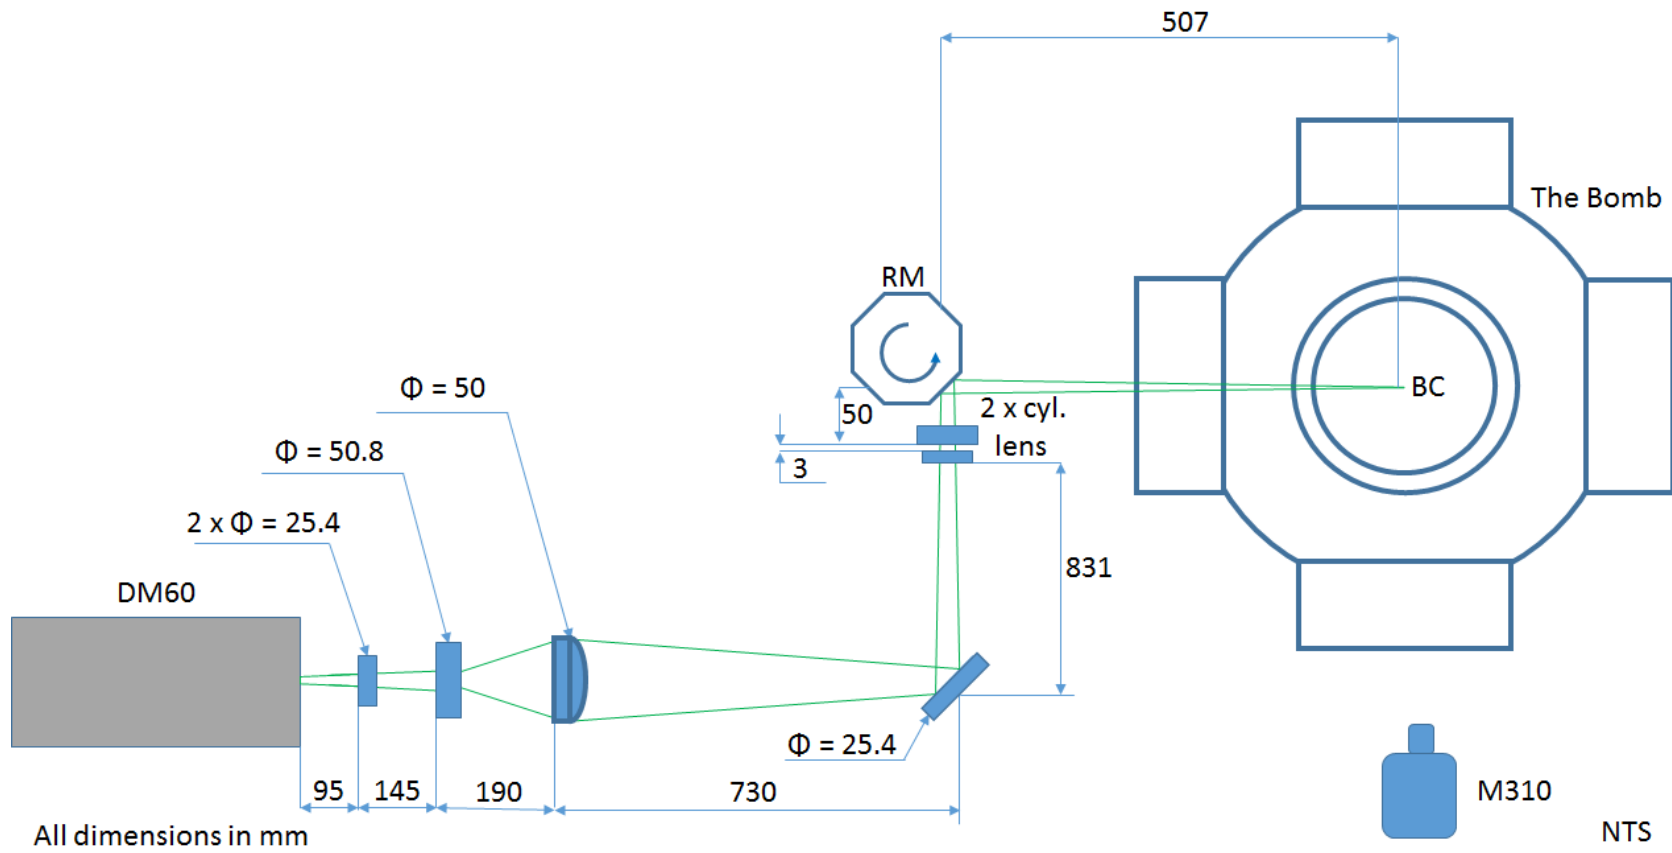 507
The Bomb
RM
Φ = 50
BC
50
2 x cyl.
lens
Φ = 50.8
3
2 x Φ = 25.4
831
DM60
Φ = 25.4
95
145
190
730
M310
All dimensions in mm
NTS